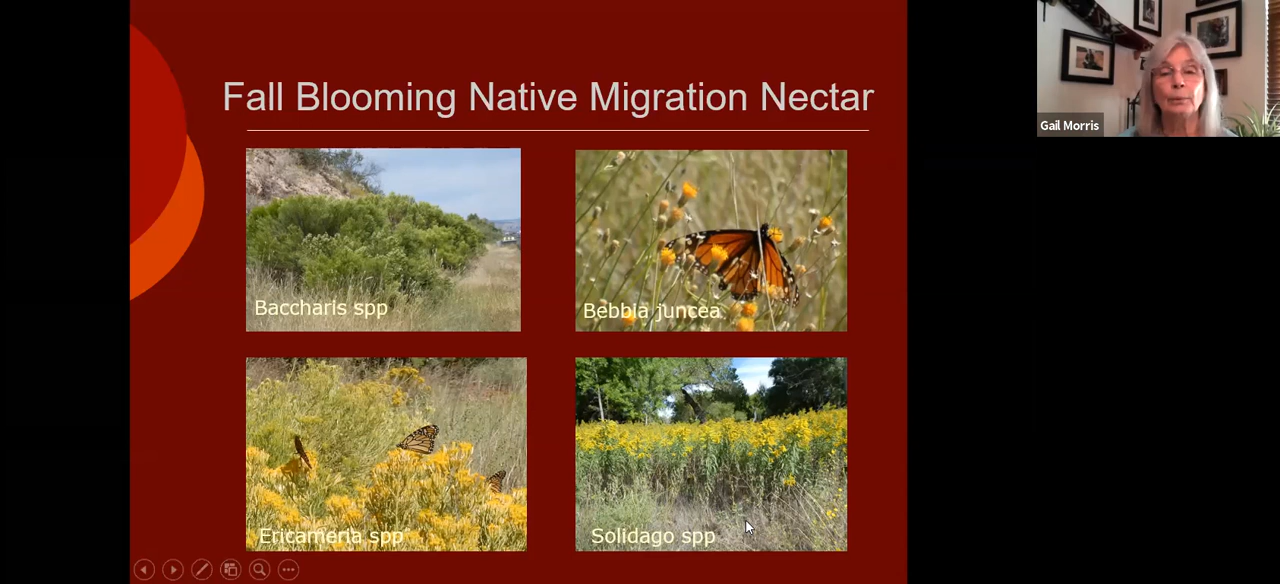 Fall Blooming Native Migration Nectar
Gail Morris
Baccharis spp
Bebbia juncea
Ericameria spp
Solidago spp